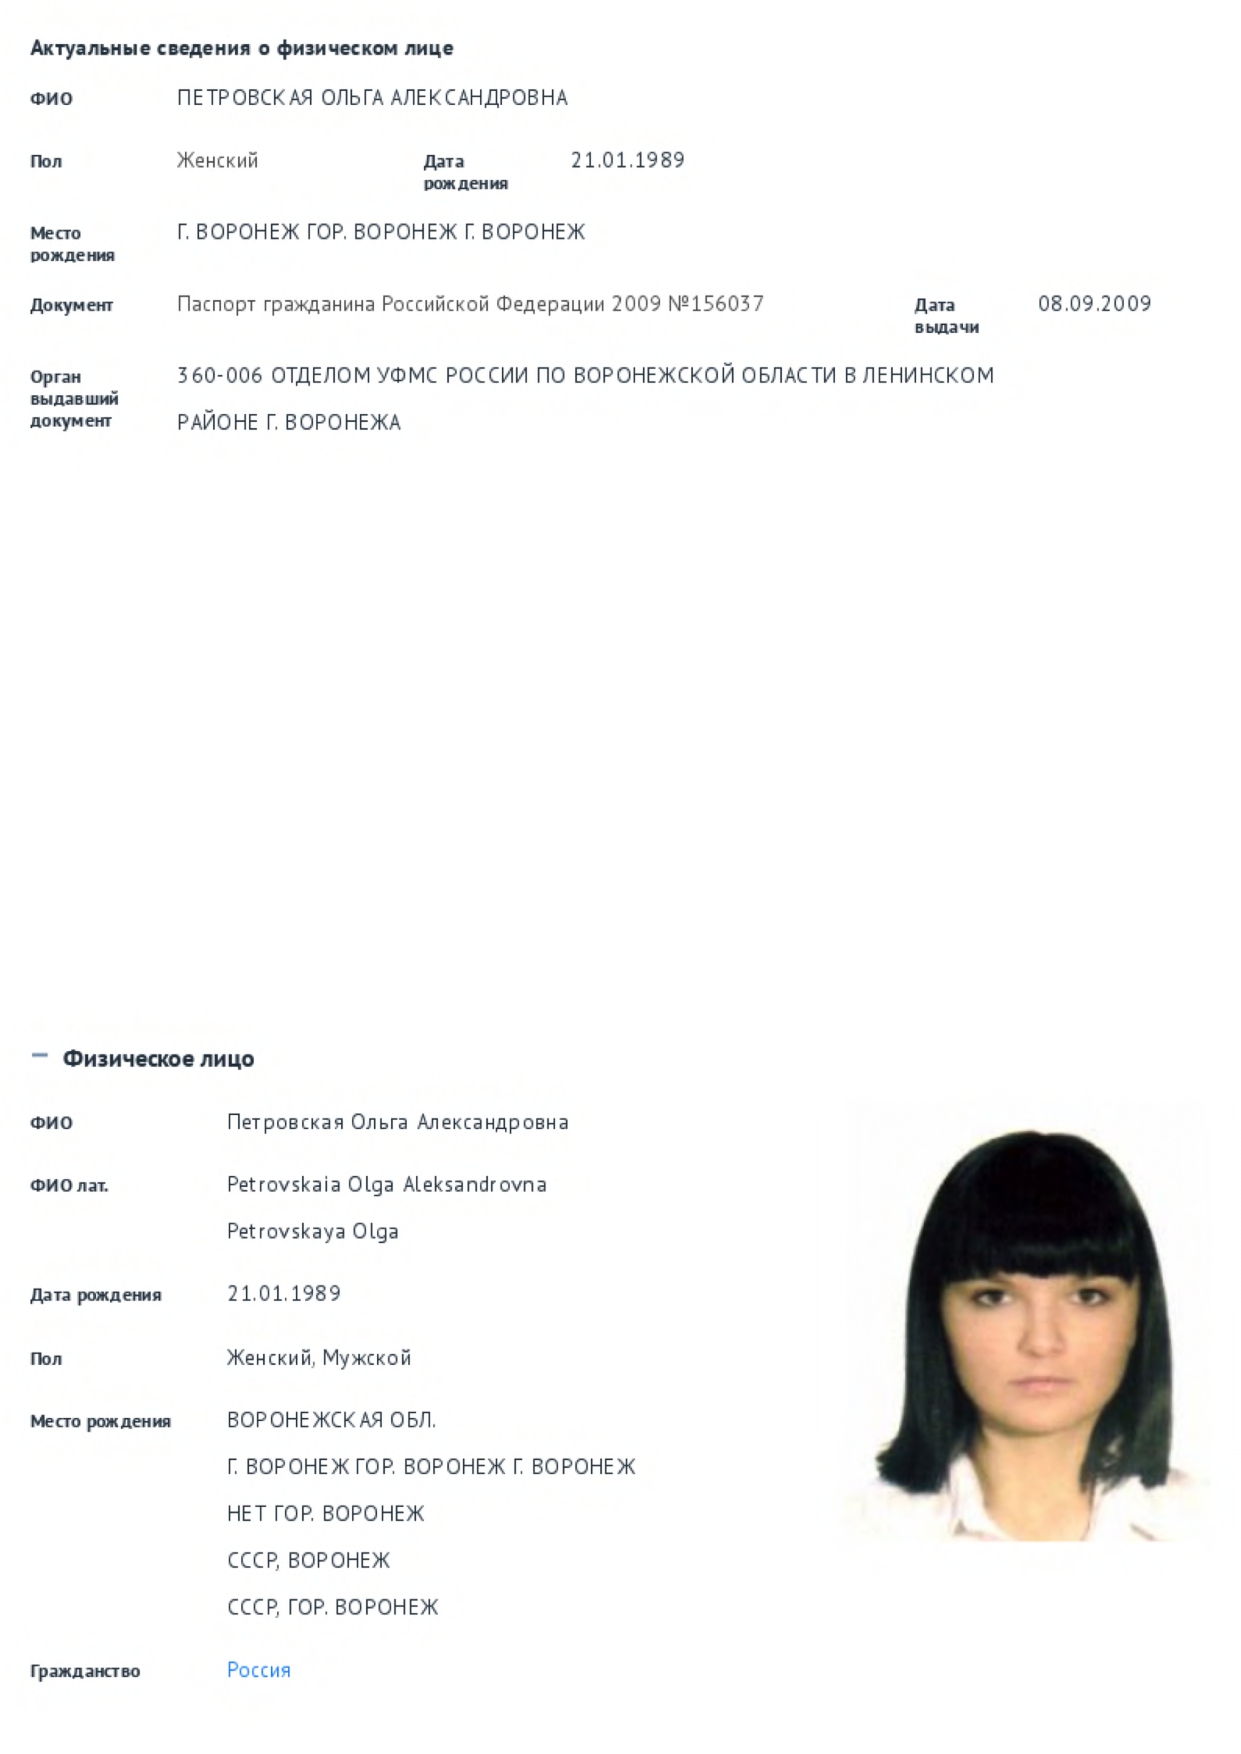 Актуальные сведения о физическом лице
ФИО ПЕТРОВСКАЯ ОЛЬГА АЛЕКСАНДРОВНА
Пол Женский Дата рождения 21.01.1989
Место рождения Г. ВОРОНЕЖ ГОР. ВОРОНЕЖ Г. ВОРОНЕЖ
Документ Паспорт гражданина Российской Федерации 2009 №156037 Дата выдачи 08.09.2009
Орган выдавший документ 360-006 ОТДЕЛОМ УФМС РОССИИ ПО ВОРОНЕЖСКОЙ ОБЛАСТИ В ЛЕНИНСКОМ
РАЙОНЕ Г. ВОРОНЕЖА
– Физическое лицо
ФИО Петровская Ольга Александровна
ФИО лат. Petrovskaia Olga Aleksandrovna
Petrovskaya Olga
Дата рождения 21.01.1989
Пол Женский, Мужской
Место рождения ВОРОНЕЖСКАЯ ОБЛ.
Г. ВОРОНЕЖ ГОР. ВОРОНЕЖ Г. ВОРОНЕЖ
НЕТ ГОР. ВОРОНЕЖ
СССР, ВОРОНЕЖ
СССР, ГОР. ВОРОНЕЖ
Гражданство Россия